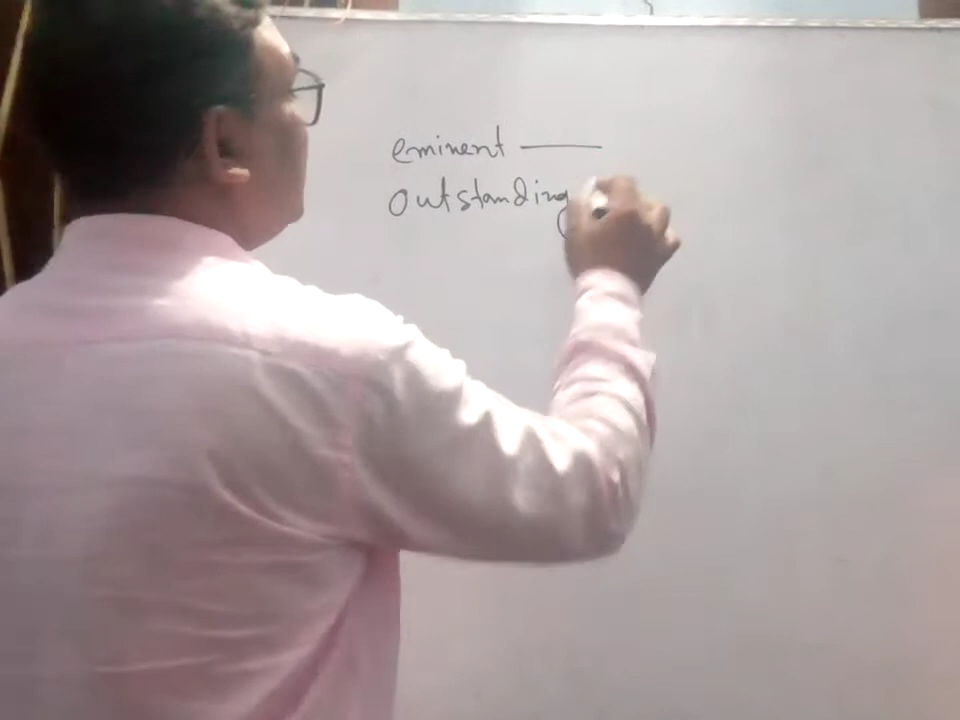 eminent —
outstanding